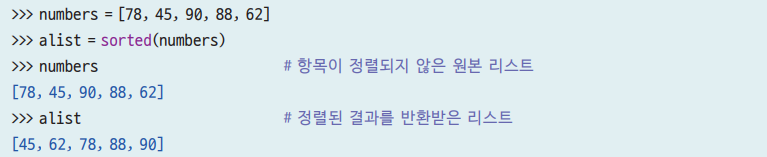 >>> numbers = [78, 45, 90, 88, 62]
>>> alist = sorted(numbers)
>>> numbers # 항목이 정렬되지 않은 원본 리스트
[78, 45, 90, 88, 62]
>>> alist # 정렬된 결과를 반환받은 리스트
[45, 62, 78, 88, 90]